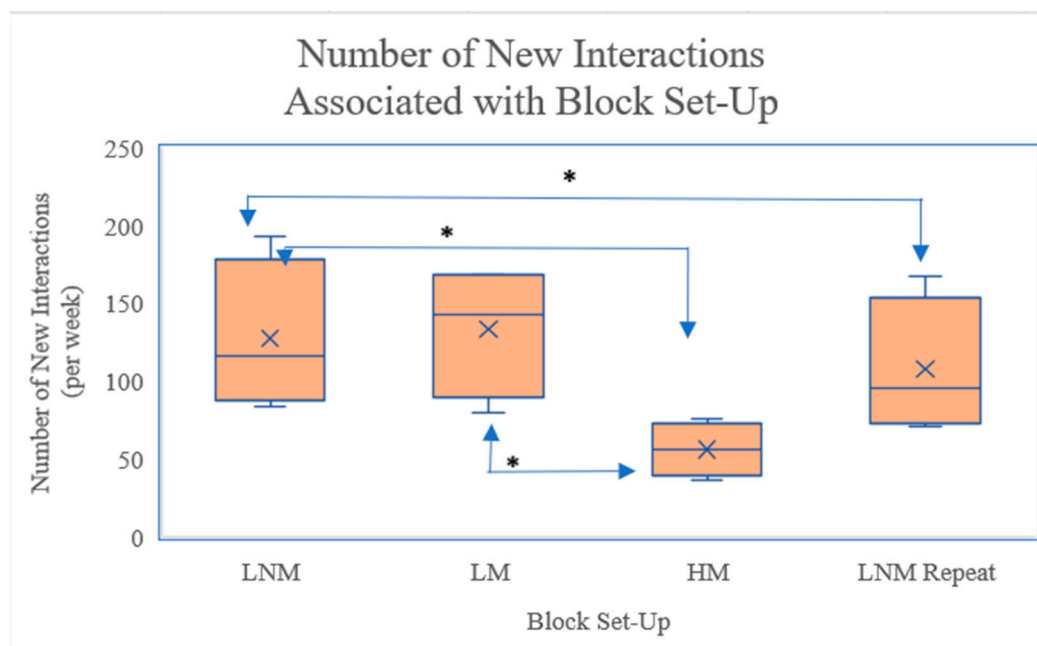 Number of New Interactions
Associated with Block Set-Up
Number of New Interactions
(per week)
250
200
150
100
50
0
*
*
*
LNM
LM
HM
LNM Repeat
Block Set-Up